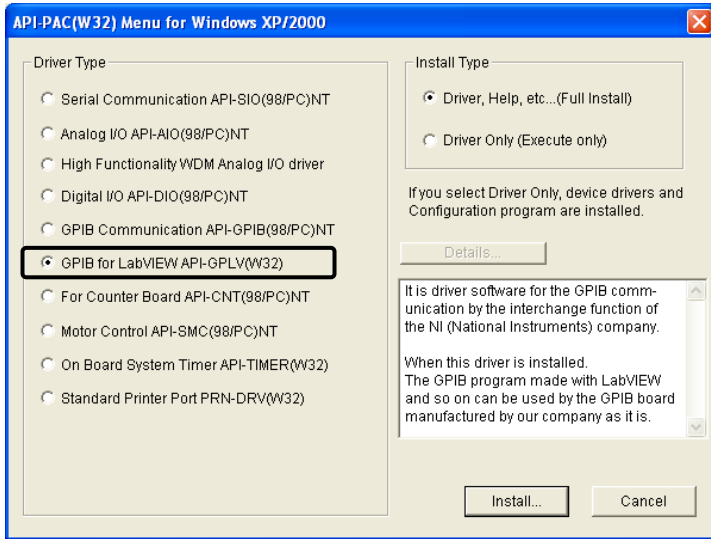 API-PAC(W32) Menu for Windows XP/2000
Driver Type
Serial Communication API-SIO(98/PC)NT
Analog I/O API-AIO(98/PC)NT
High Functionality WDM Analog I/O driver
Digital I/O API-DIO(98/PC)NT
GPIB Communication API-GPIB(98/PC)NT
GPIB for LabVIEW API-GPLV(W32)
For Counter Board API-CNT(98/PC)NT
Motor Control API-SMC(98/PC)NT
On Board System Timer API-TIMER(W32)
Standard Printer Port PRN-DRV(W32)
Install Type
Driver, Help, etc...(Full Install)
Driver Only (Execute only)
If you select Driver Only, device drivers and
Configuration program are installed.
Details...
It is driver software for the GPIB comm-
unication by the interchange function of
the NI (National Instruments) company.
When this driver is installed.
The GPIB program made with LabVIEW
and so on can be used by the GPIB board
manufactured by our company as it is.
Install...
Cancel